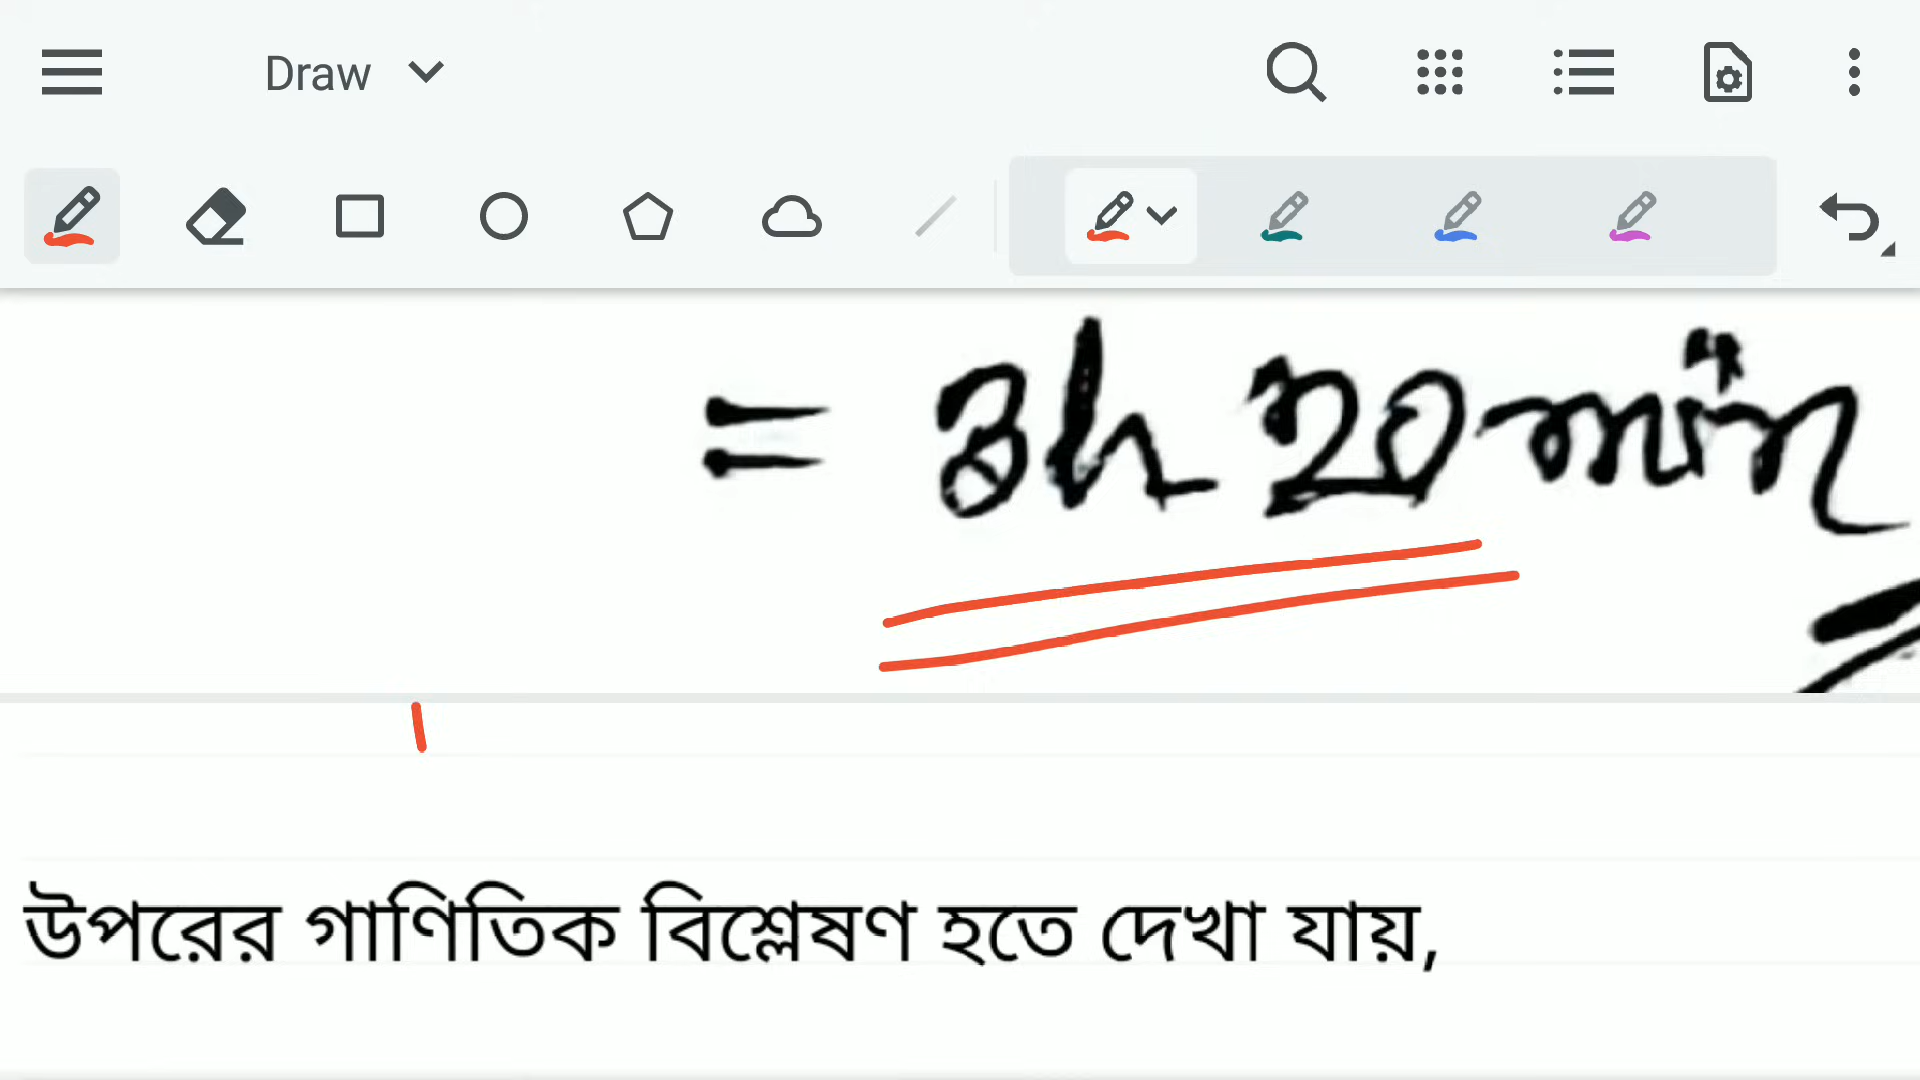 Draw
= 3h 20 min
উপরের গাণিতিক বিশ্লেষণ হতে দেখা যায়,